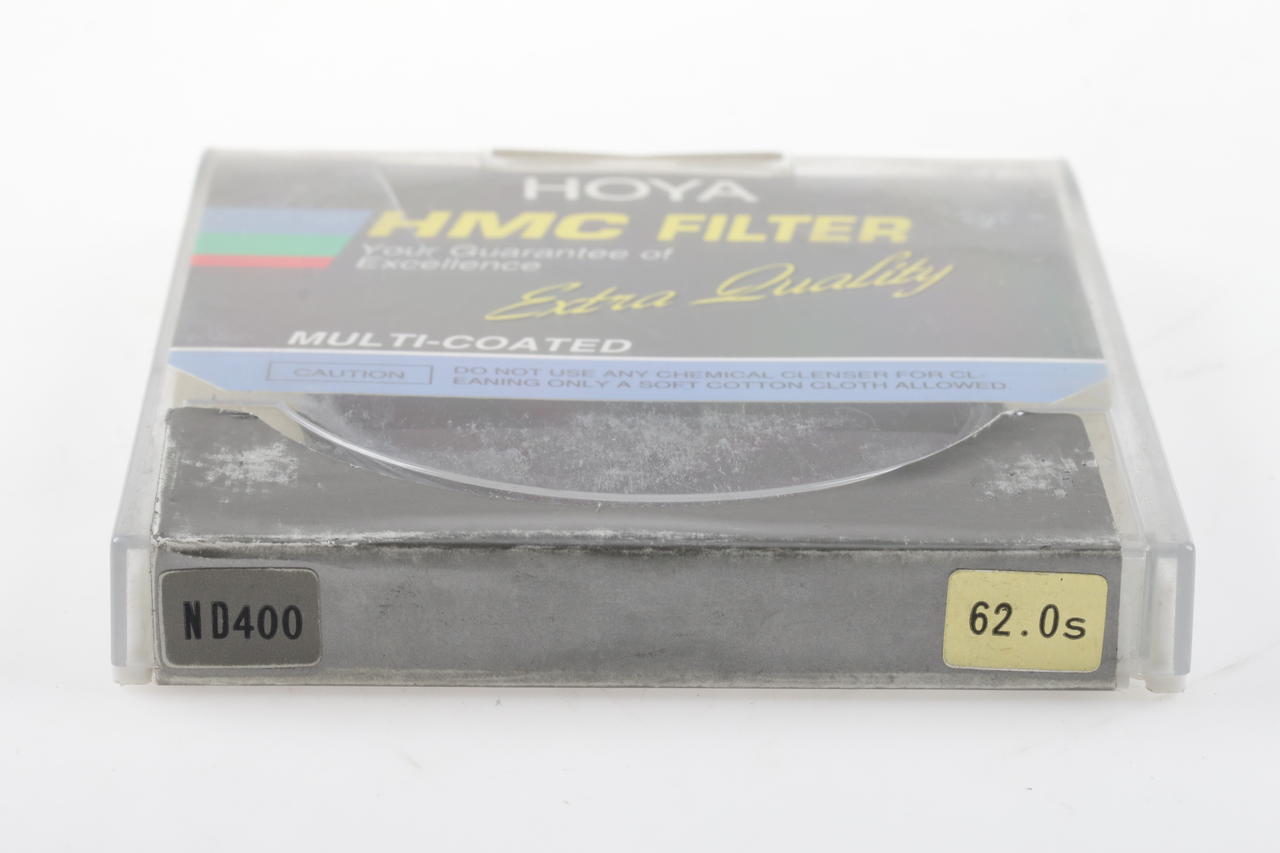 HOYA
HMC FILTER
Your Guarantee of
Excellence
Extra Quality
MULTI-COATED
CAUTION
DO NOT USE ANY CHEMICAL CLENSER FOR CL-
EANING ONLY A SOFT COTTON CLOTH ALLOWED.
ND400
62.0s